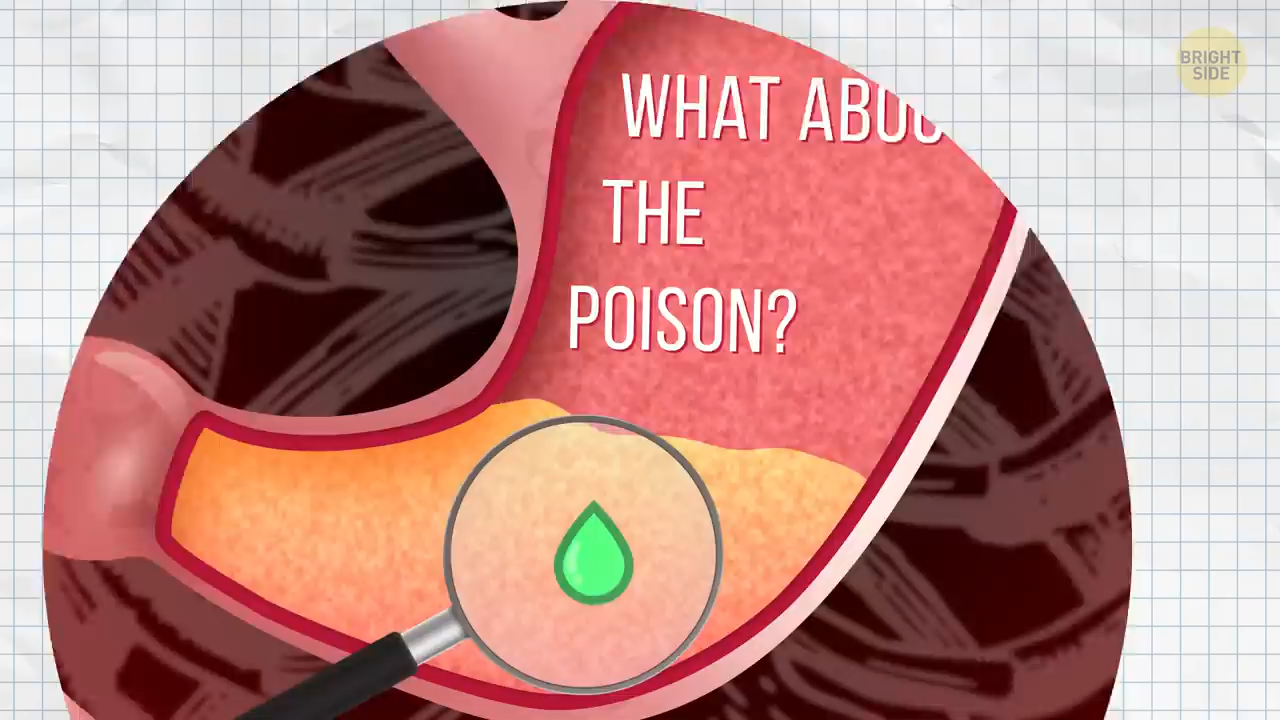 WHAT ABOU
THE
POISON?
BRIGHT
SIDE